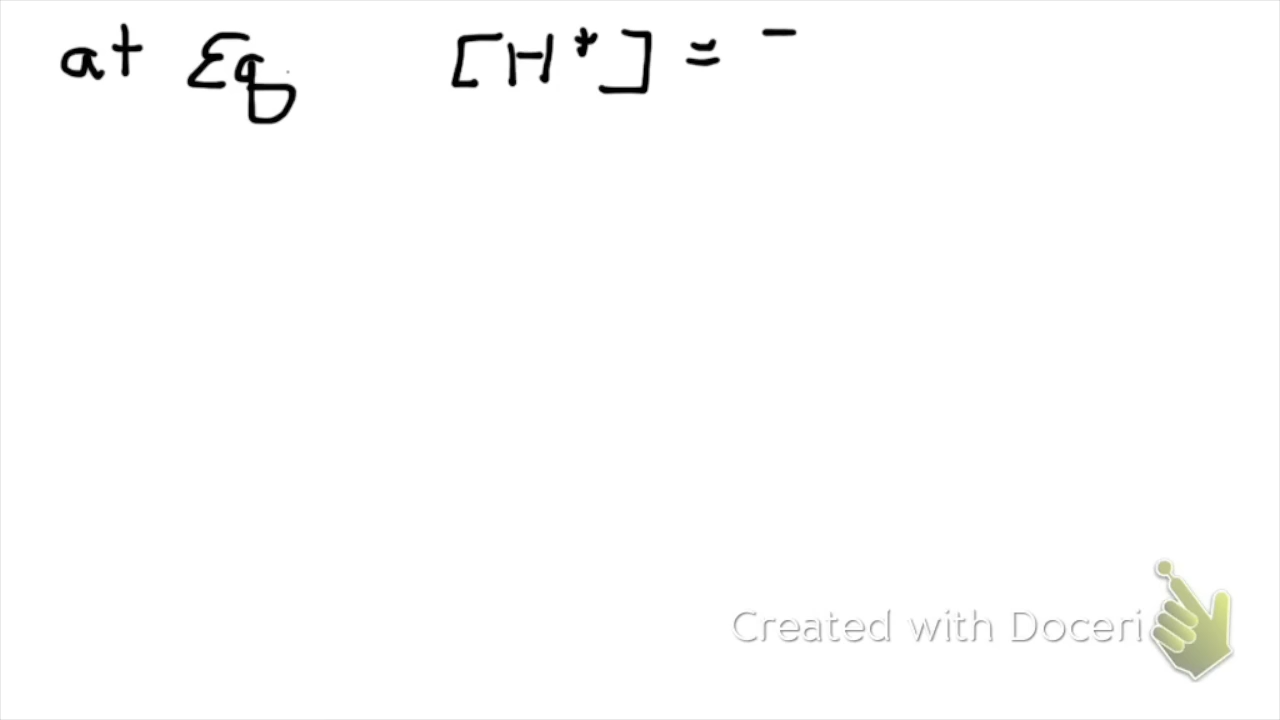 at Eq [H⁺] = -
Created with Doceri